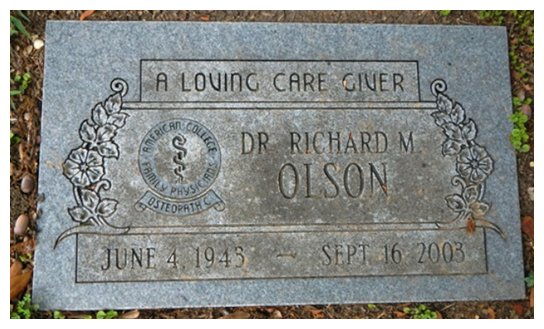 A LOVING CARE GIVER
AMERICAN COLLEGE
FAMILY PHYSICIANS
OSTEOPATHIC
DR. RICHARD M.
OLSON
JUNE 4, 1943 — SEPT. 16 2003